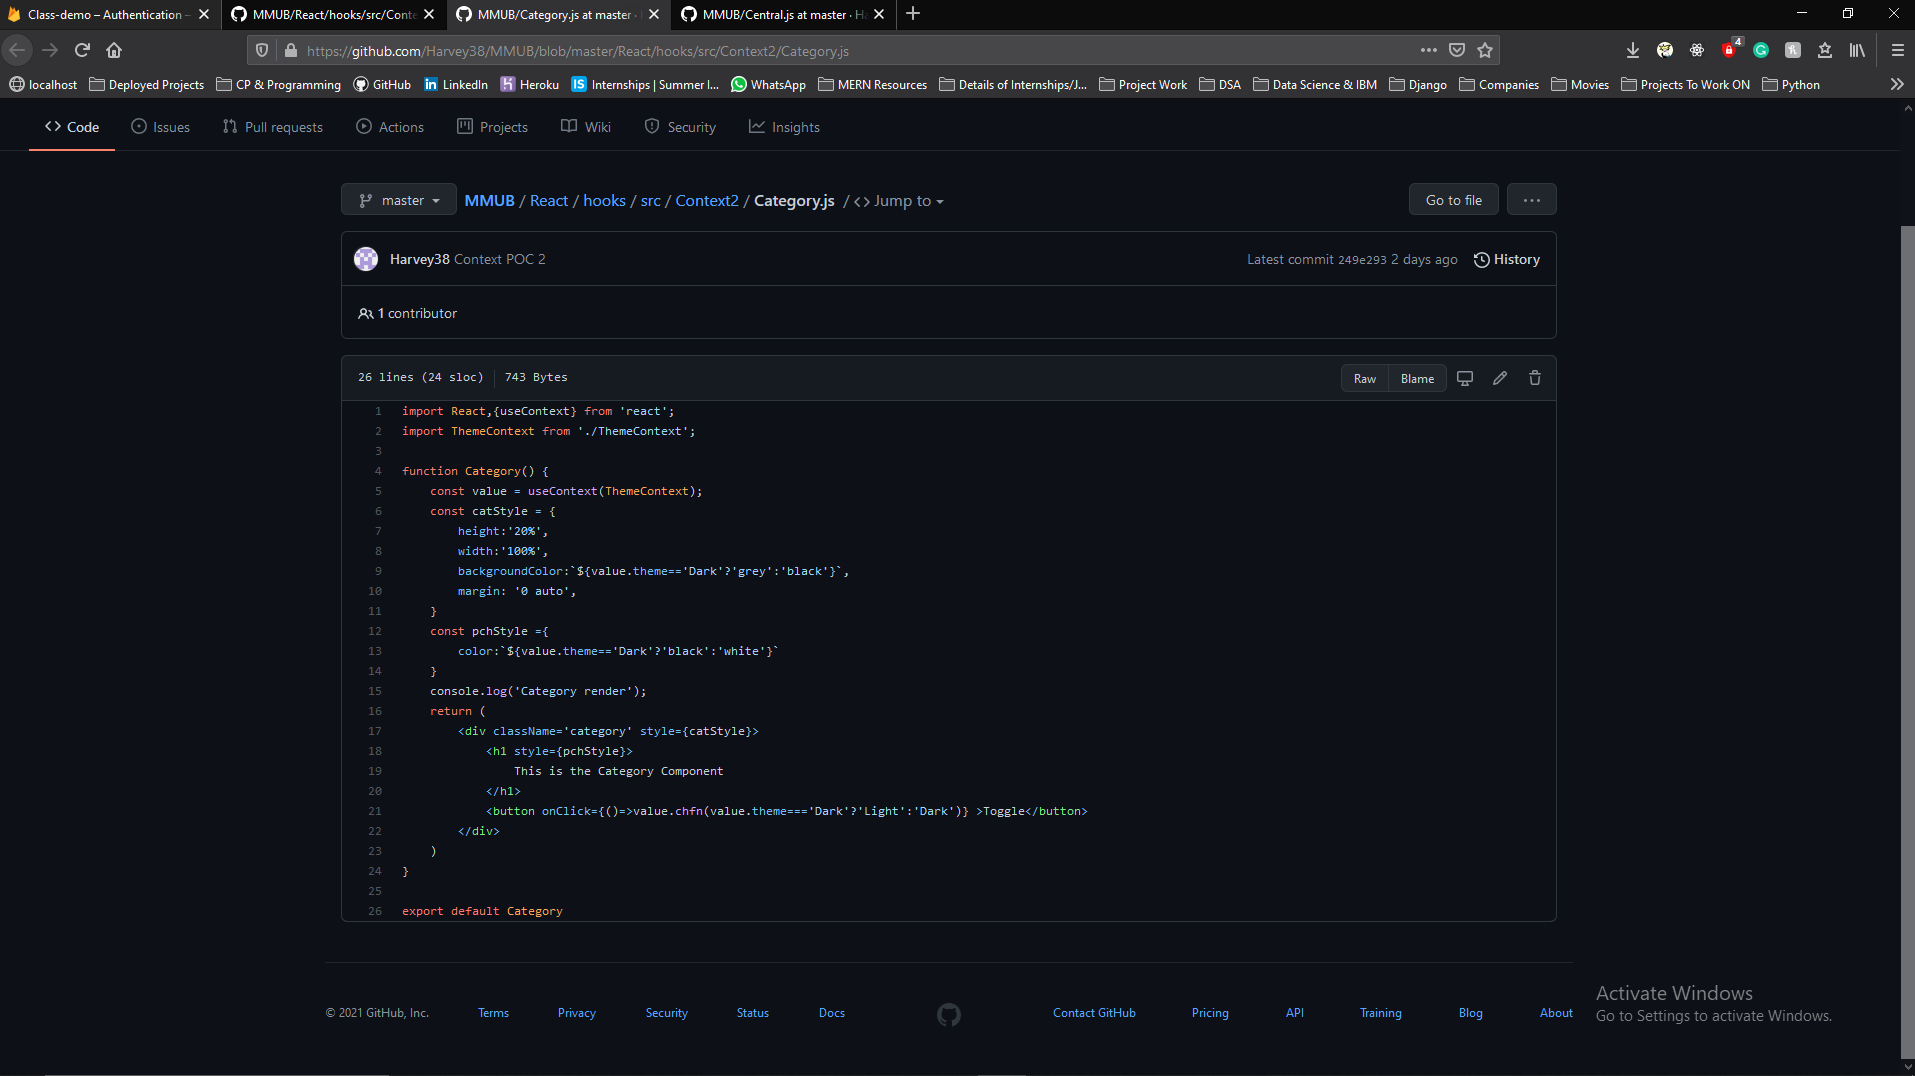 Class-demo – Authentication –
MMUB/React/hooks/src/Conte
MMUB/Category.js at master ·
MMUB/Central.js at master · Ha
https://github.com/Harvey38/MMUB/blob/master/React/hooks/src/Context2/Category.js
4
localhost
Deployed Projects
CP & Programming
GitHub
LinkedIn
Heroku
IS
Internships | Summer I...
WhatsApp
MERN Resources
Details of Internships/J...
Project Work
DSA
Data Science & IBM
Django
Companies
Movies
Projects To Work ON
Python
Code
Issues
Pull requests
Actions
Projects
Wiki
Security
Insights
master
MMUB / React / hooks / src / Context2 / Category.js / <> Jump to
Go to file
...
Harvey38 Context POC 2
Latest commit 249e293 2 days ago
History
1 contributor
26 lines (24 sloc)
743 Bytes
Raw
Blame
1 import React,{useContext} from 'react';
2 import ThemeContext from './ThemeContext';
3
4 function Category() {
5     const value = useContext(ThemeContext);
6     const catStyle = {
7         height:'20%',
8         width:'100%',
9         backgroundColor:`${value.theme=='Dark'?'grey':'black'}`,
10         margin: '0 auto',
11     }
12     const pchStyle ={
13         color:`${value.theme=='Dark'?'black':'white'}`
14     }
15     console.log('Category render');
16     return (
17         <div className='category' style={catStyle}>
18             <h1 style={pchStyle}>
19                 This is the Category Component
20             </h1>
21             <button onClick={()=>value.chfn(value.theme==='Dark'?'Light':'Dark')} >Toggle</button>
22         </div>
23     )
24 }
25
26 export default Category
© 2021 GitHub, Inc.
Terms
Privacy
Security
Status
Docs
Contact GitHub
Pricing
API
Training
Blog
About
Activate Windows
Go to Settings to activate Windows.